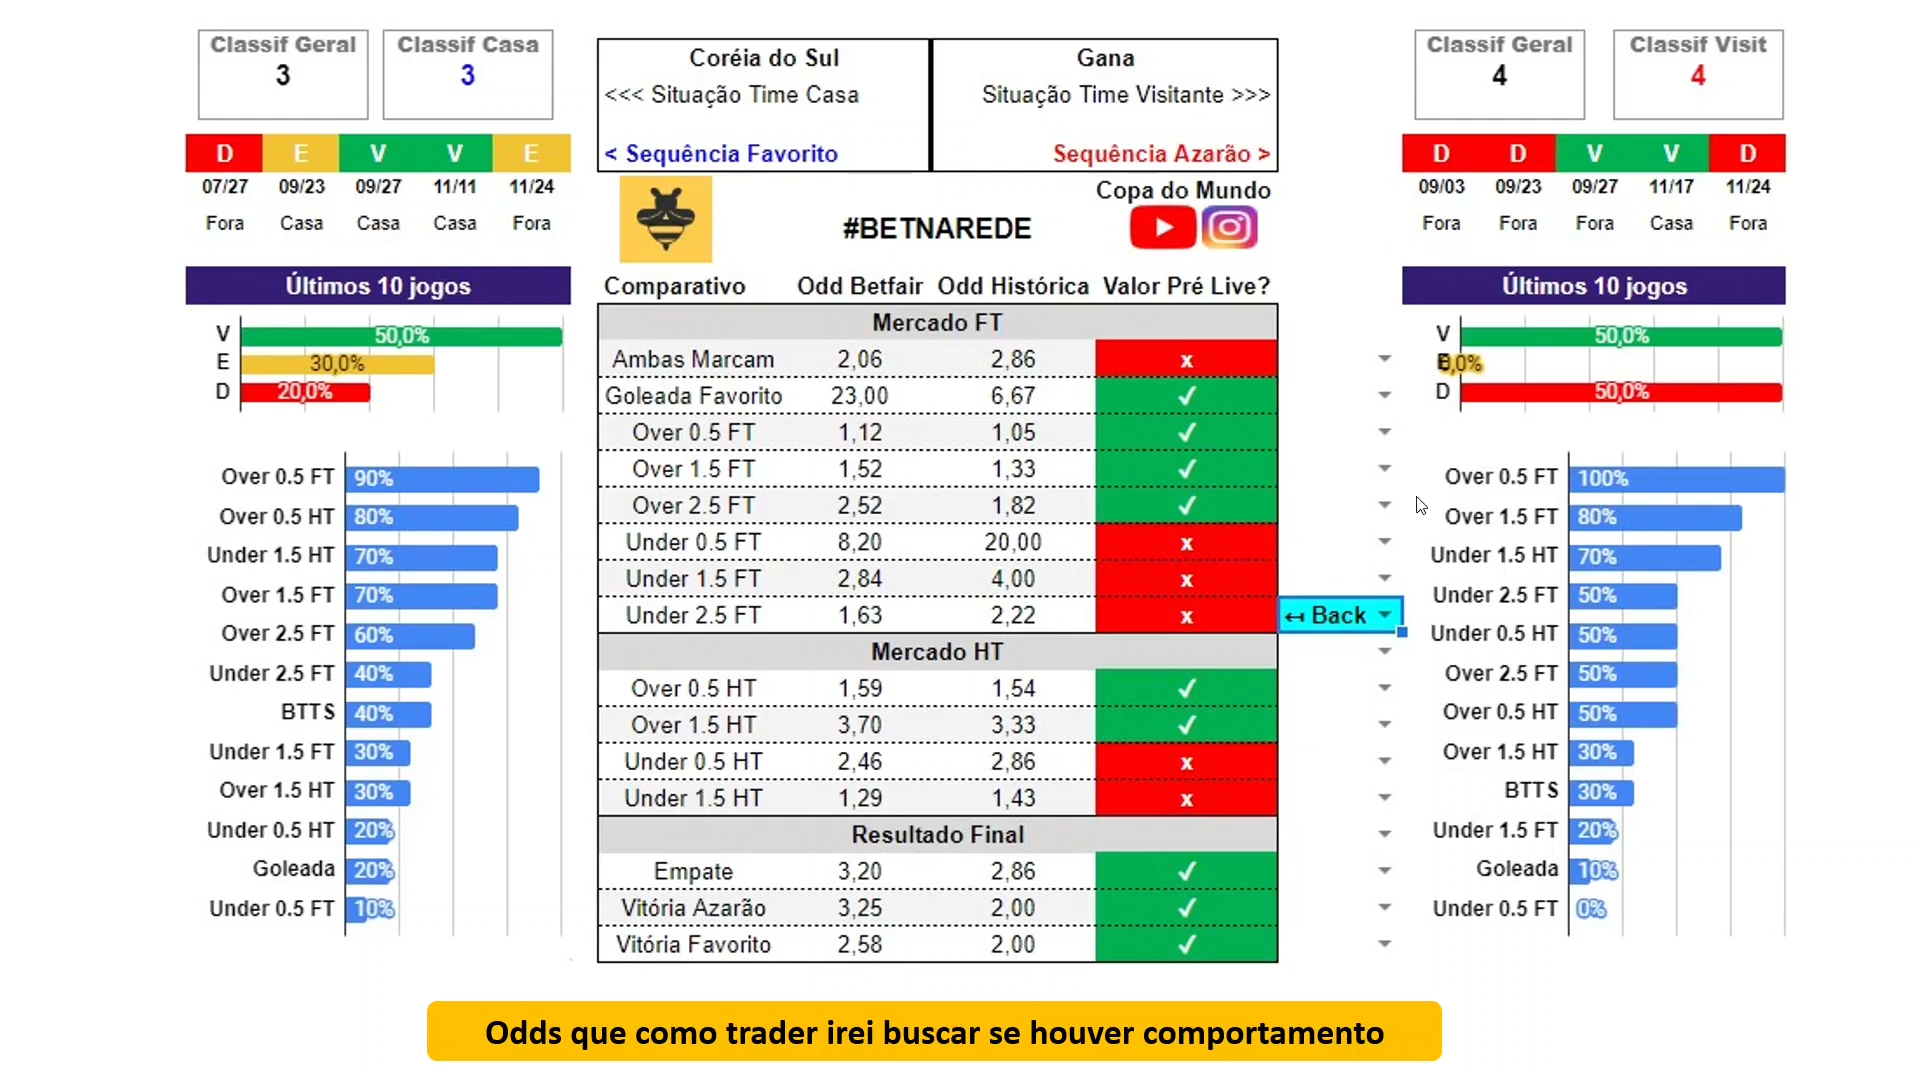 Classif Geral
3
Classif Casa
3
D E V V E
07/27 09/23 09/27 11/11 11/24
Fora Casa Casa Casa Fora
Últimos 10 jogos
V 50,0%
E 30,0%
D 20,0%
Over 0.5 FT 90%
Over 0.5 HT 80%
Under 1.5 HT 70%
Over 1.5 FT 70%
Over 2.5 FT 60%
Under 2.5 FT 40%
BTTS 40%
Under 1.5 FT 30%
Over 1.5 HT 30%
Under 0.5 HT 20%
Goleada 20%
Under 0.5 FT 10%
Coréia do Sul
<<< Situação Time Casa
< Sequência Favorito
Gana
Situação Time Visitante >>>
Sequência Azarão >
Copa do Mundo
#BETNAREDE
Comparativo Odd Betfair Odd Histórica Valor Pré Live?
Mercado FT
Ambas Marcam 2,06 2,86 x
Goleada Favorito 23,00 6,67 ✓
Over 0.5 FT 1,12 1,05 ✓
Over 1.5 FT 1,52 1,33 ✓
Over 2.5 FT 2,52 1,82 ✓
Under 0.5 FT 8,20 20,00 x
Under 1.5 FT 2,84 4,00 x
Under 2.5 FT 1,63 2,22 x ↤ Back
Mercado HT
Over 0.5 HT 1,59 1,54 ✓
Over 1.5 HT 3,70 3,33 ✓
Under 0.5 HT 2,46 2,86 x
Under 1.5 HT 1,29 1,43 x
Resultado Final
Empate 3,20 2,86 ✓
Vitória Azarão 3,25 2,00 ✓
Vitória Favorito 2,58 2,00 ✓
Classif Geral
4
Classif Visit
4
D D V V D
09/03 09/23 09/27 11/17 11/24
Fora Fora Fora Casa Fora
Últimos 10 jogos
V 50,0%
E 0,0%
D 50,0%
Over 0.5 FT 100%
Over 1.5 FT 80%
Under 1.5 HT 70%
Under 2.5 FT 50%
Under 0.5 HT 50%
Over 2.5 FT 50%
Over 0.5 HT 50%
Over 1.5 HT 30%
BTTS 30%
Under 1.5 FT 20%
Goleada 10%
Under 0.5 FT 0%
Odds que como trader irei buscar se houver comportamento